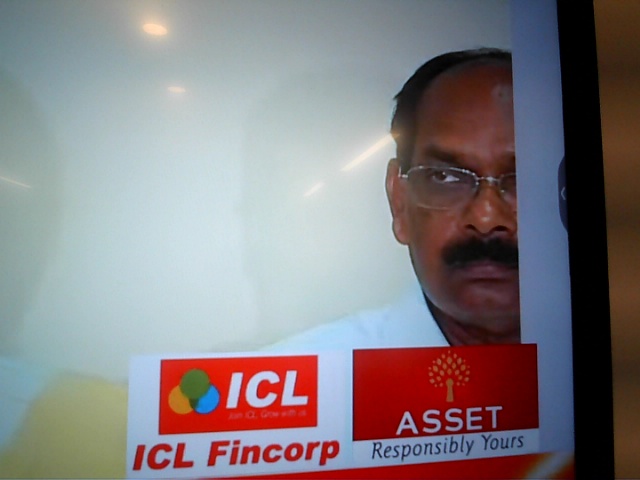 ICL
Join ICL, Grow with us
ICL Fincorp
ASSET
Responsibly Yours